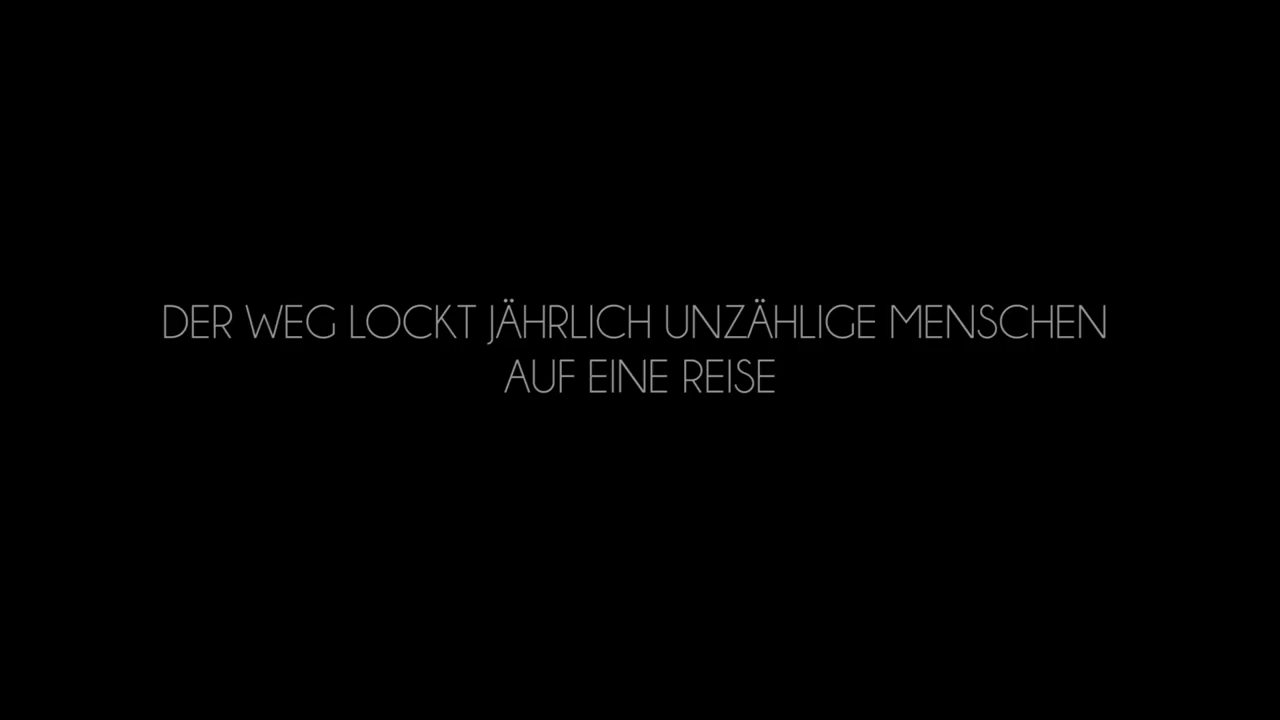 DER WEG LOCKT JÄHRLICH UNZÄHLIGE MENSCHEN
AUF EINE REISE